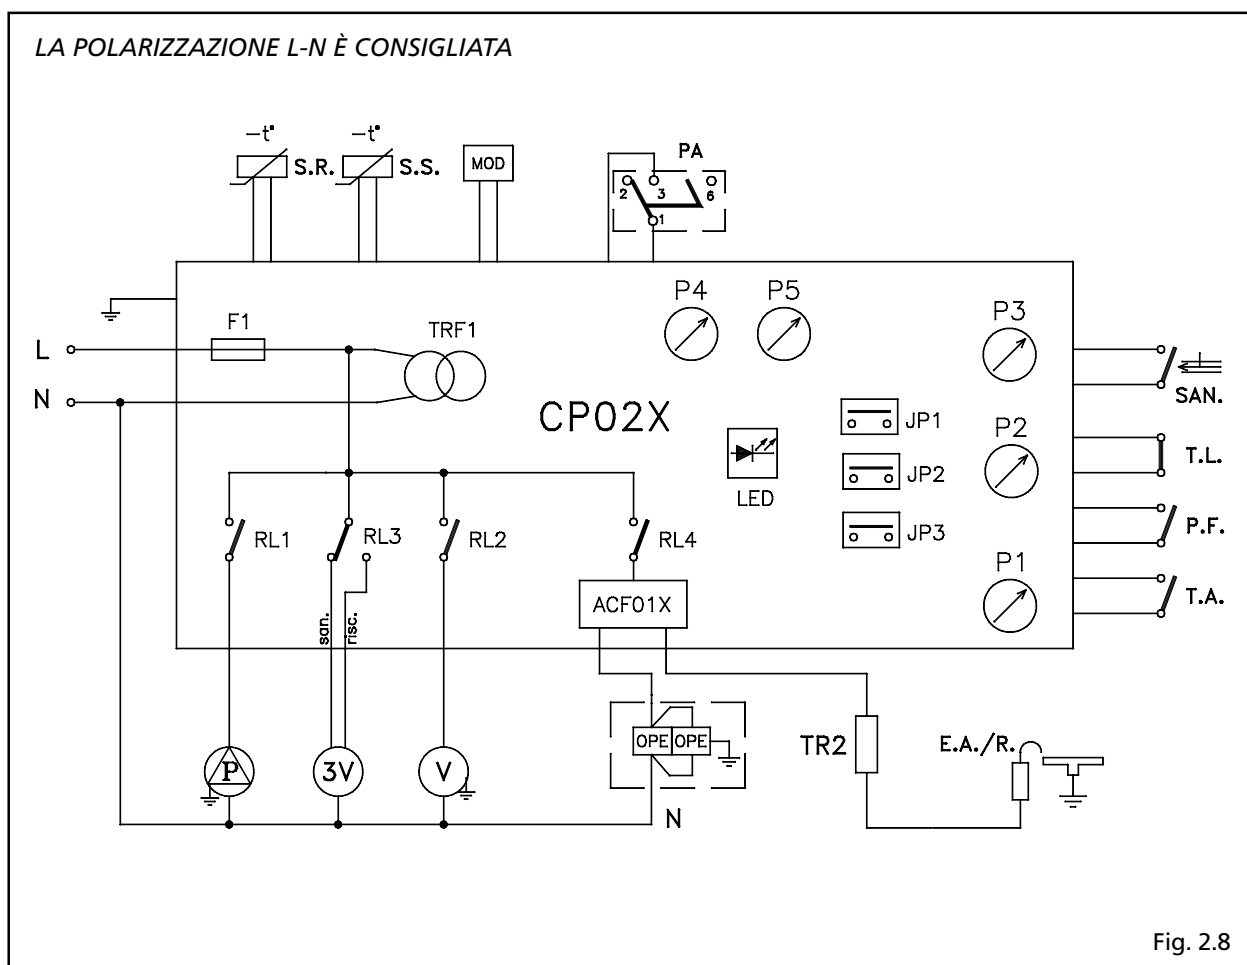 LA POLARIZZAZIONE L-N È CONSIGLIATA
-t°
-t°
S.R.
S.S.
MOD
PA
2
3
6
1
P4
P5
P3
F1
TRF1
L
N
CP02X
SAN.
JP1
P2
T.L.
JP2
LED
RL1
RL3
RL2
RL4
JP3
P.F.
P1
ACF01X
T.A.
san.
risc.
OPE
OPE
TR2
E.A./R.
P
3V
V
N
Fig. 2.8